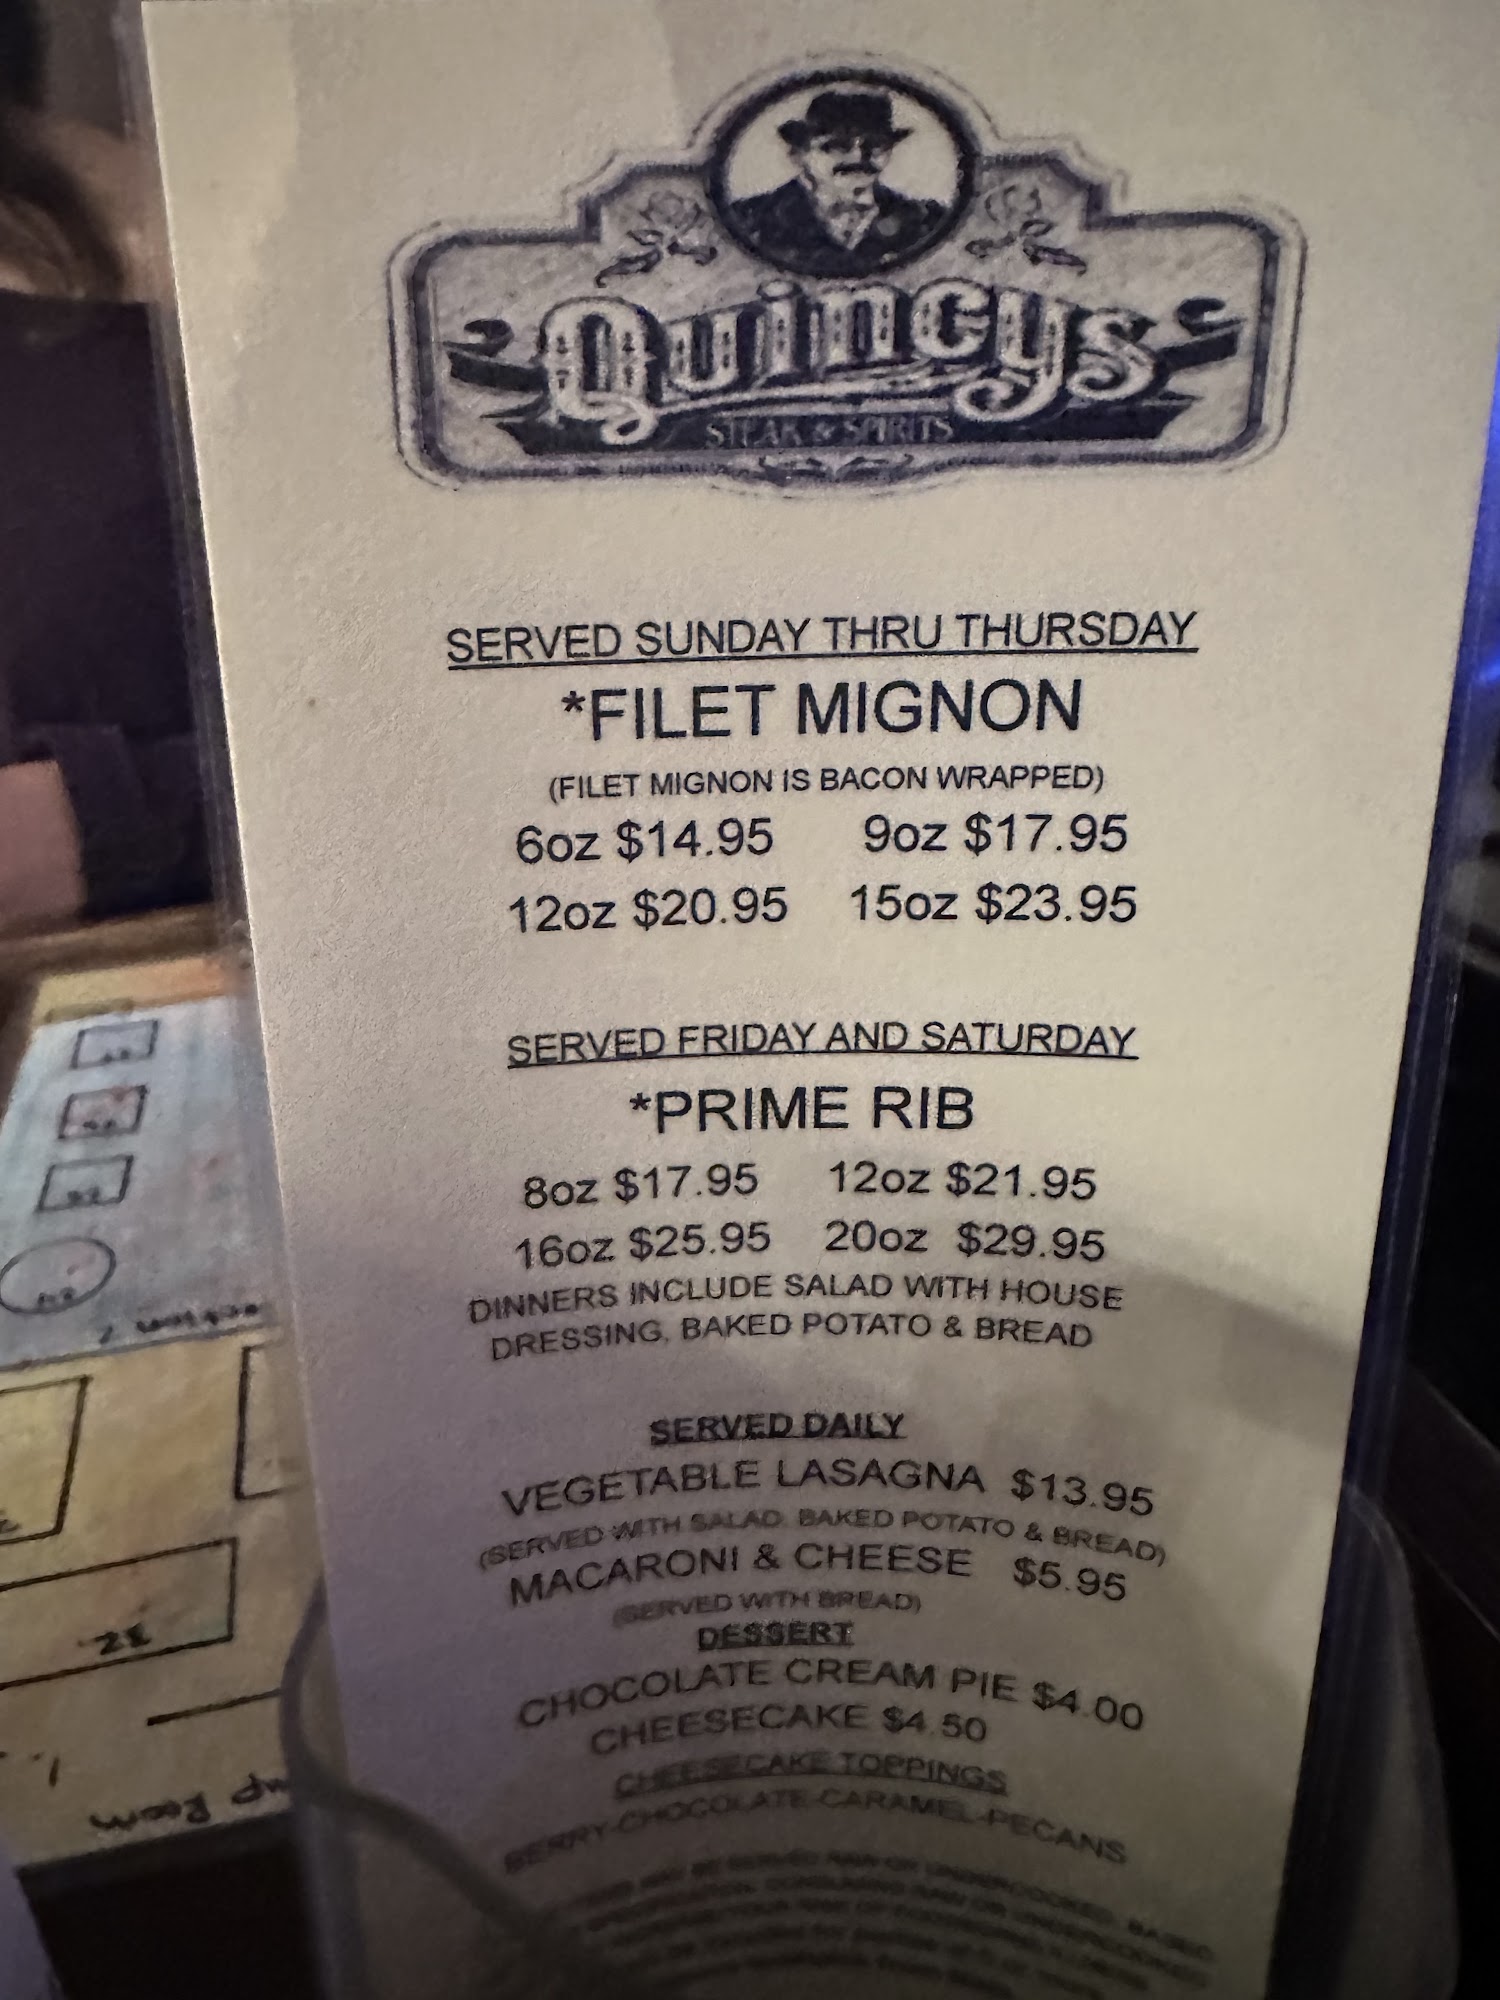 Quincys
STEAK & SPIRITS
SERVED SUNDAY THRU THURSDAY
*FILET MIGNON
(FILET MIGNON IS BACON WRAPPED)
6oz $14.95 9oz $17.95
12oz $20.95 15oz $23.95
SERVED FRIDAY AND SATURDAY
*PRIME RIB
8oz $17.95 12oz $21.95
16oz $25.95 20oz $29.95
DINNERS INCLUDE SALAD WITH HOUSE
DRESSING, BAKED POTATO & BREAD
SERVED DAILY
VEGETABLE LASAGNA $13.95
(SERVED WITH SALAD, BAKED POTATO & BREAD)
MACARONI & CHEESE $5.95
(SERVED WITH BREAD)
DESSERT
CHOCOLATE CREAM PIE $4.00
CHEESECAKE $4.50
CHEESECAKE TOPPINGS
BERRY-CHOCOLATE-CARAMEL-PECANS
32
Room